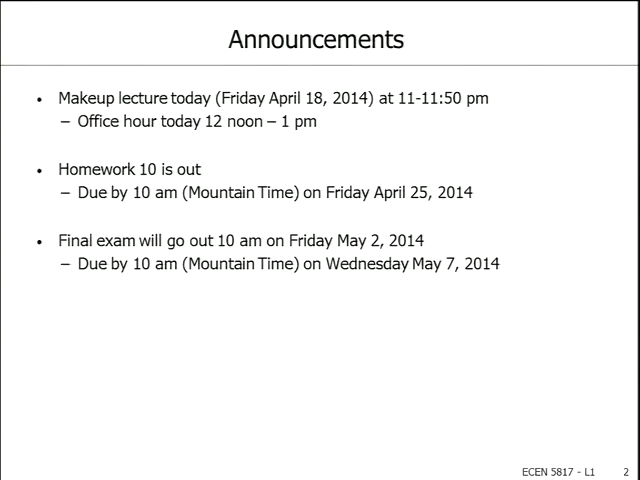 Announcements
• Makeup lecture today (Friday April 18, 2014) at 11-11:50 pm
– Office hour today 12 noon – 1 pm
• Homework 10 is out
– Due by 10 am (Mountain Time) on Friday April 25, 2014
• Final exam will go out 10 am on Friday May 2, 2014
– Due by 10 am (Mountain Time) on Wednesday May 7, 2014
ECEN 5817 - L1 2